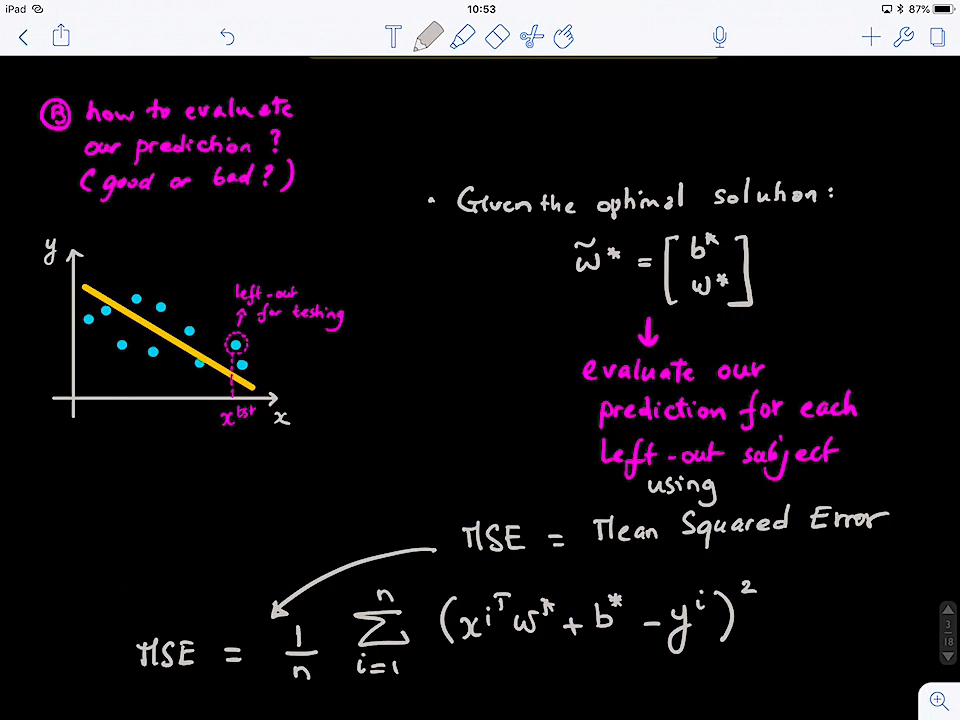 iPad 10:53 87%
T
B how to evaluate
our prediction ?
(good or bad?)
y
left-out
for testing
x^tst x
• Given the optimal solution:
w̃* = [ b*
w* ]
evaluate our
prediction for each
left-out subject
using
MSE = Mean Squared Error
MSE = 1/n Σ_{i=1}^{n} (x^{iT} w* + b* - y^i)^2
3
18